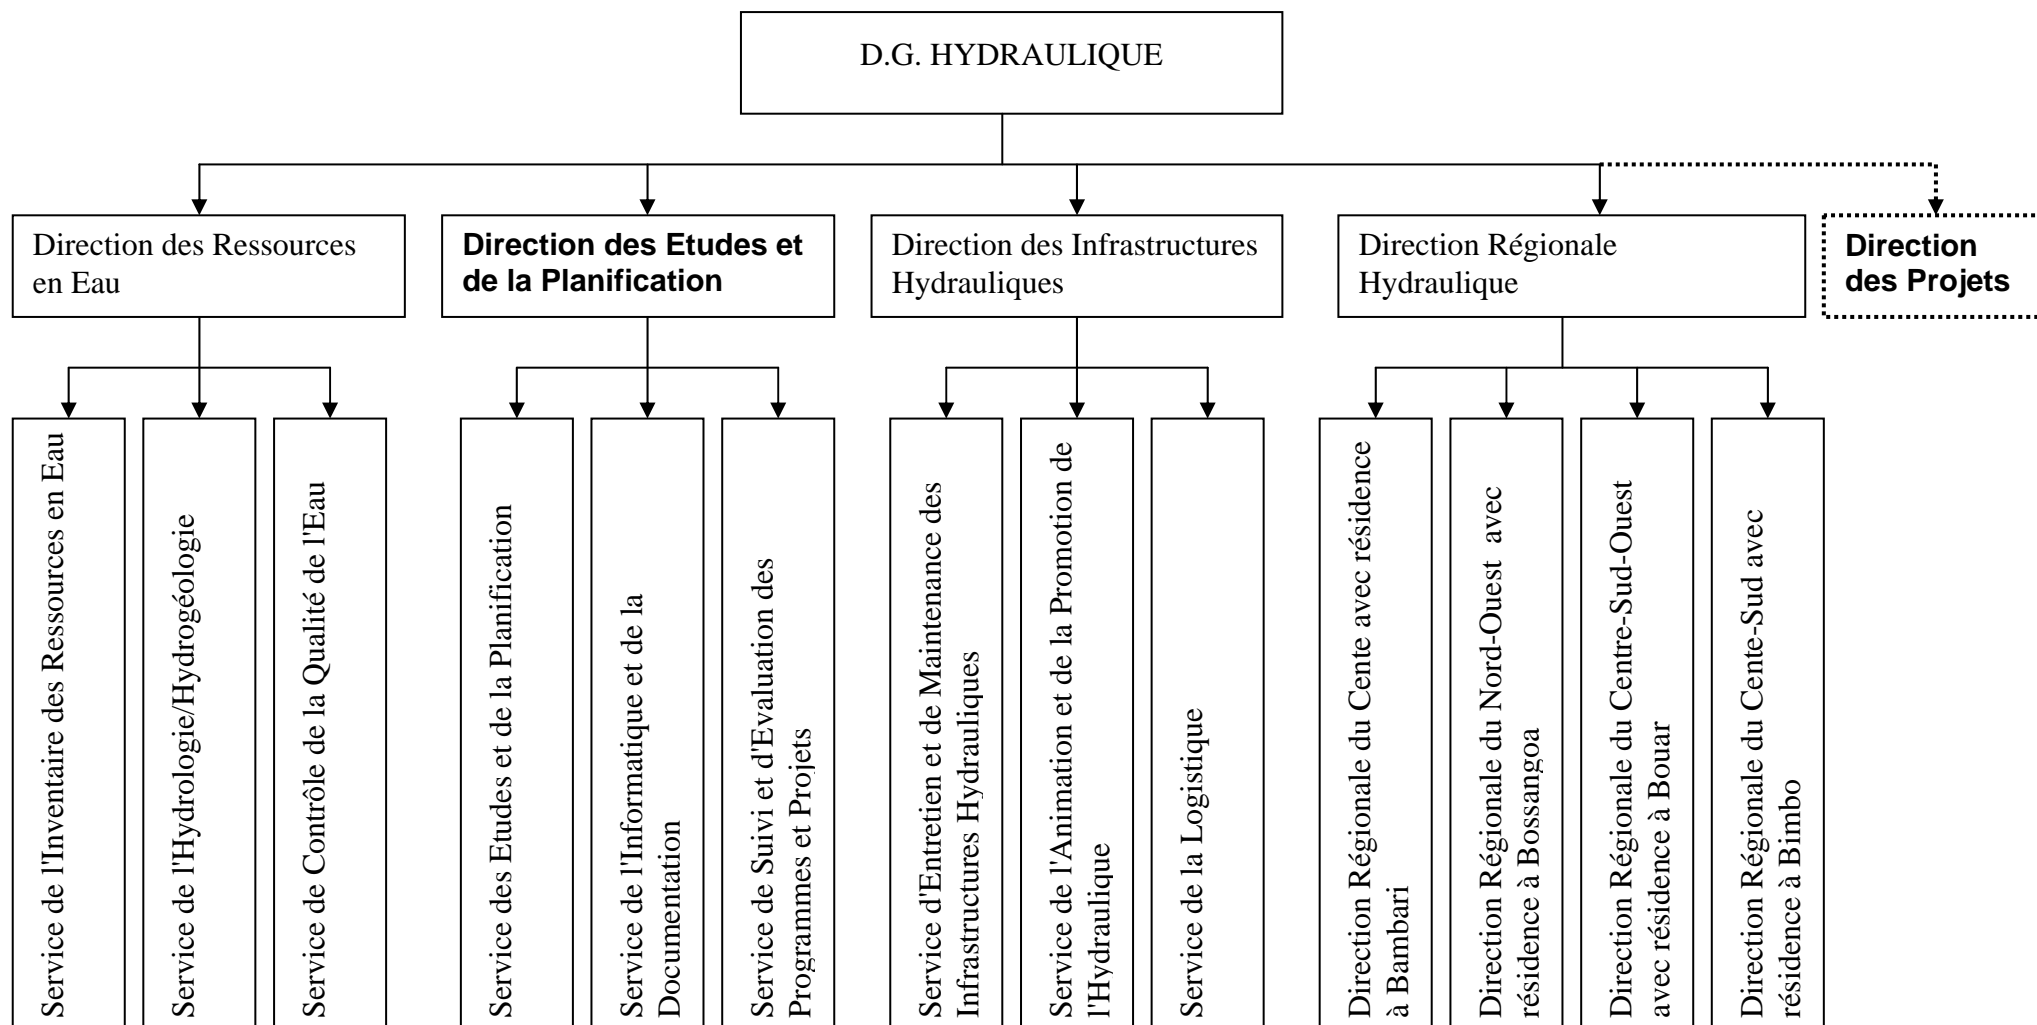 D.G. HYDRAULIQUE
Direction des Ressources
en Eau
Direction des Etudes et
de la Planification
Direction des Infrastructures
Hydrauliques
Direction Régionale
Hydraulique
Direction
des Projets
Service de l'Inventaire des Ressources en Eau
Service de l'Hydrologie/Hydrogéologie
Service de Contrôle de la Qualité de l'Eau
Service des Etudes et de la Planification
Service de l'Informatique et de la
Documentation
Service de Suivi et d'Evaluation des
Programmes et Projets
Service d'Entretien et de Maintenance des
Infrastructures Hydrauliques
Service de l'Animation et de la Promotion de
l'Hydraulique
Service de la Logistique
Direction Régionale du Cente avec résidence
à Bambari
Direction Régionale du Nord-Ouest avec
résidence à Bossangoa
Direction Régionale du Centre-Sud-Ouest
avec résidence à Bouar
Direction Régionale du Cente-Sud avec
résidence à Bimbo